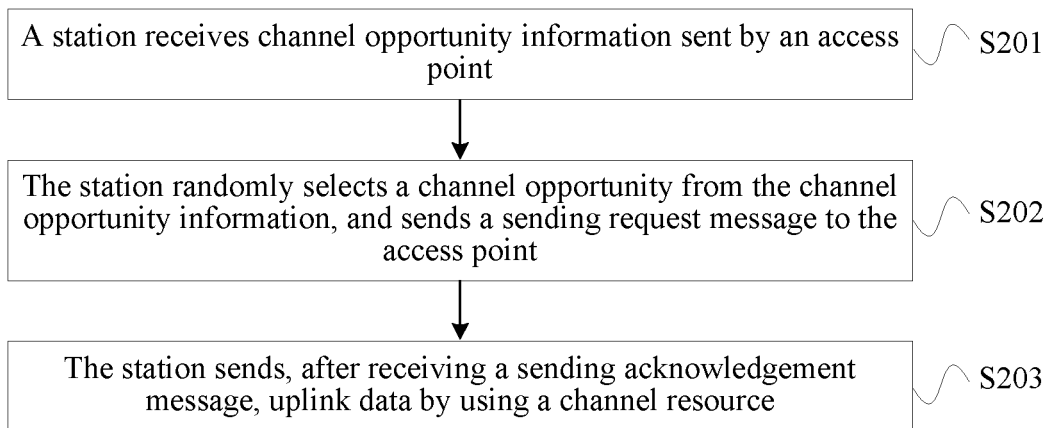 A station receives channel opportunity information sent by an access
point
S201
The station randomly selects a channel opportunity from the channel
opportunity information, and sends a sending request message to the
access point
S202
The station sends, after receiving a sending acknowledgement
message, uplink data by using a channel resource
S203